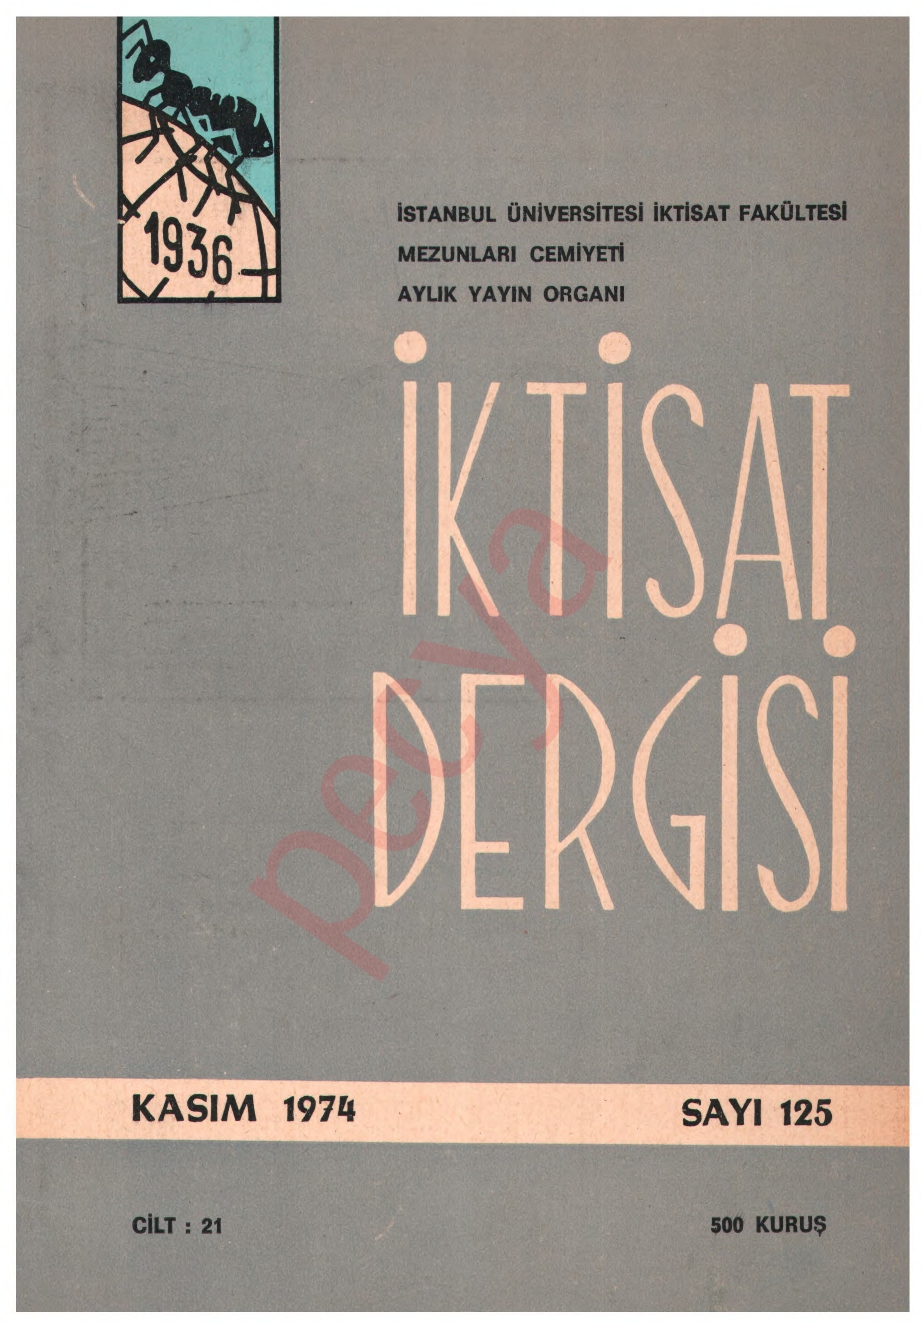 1936
İSTANBUL ÜNİVERSİTESİ İKTİSAT FAKÜLTESİ
MEZUNLARI CEMİYETİ
AYLIK YAYIN ORGANI
İKTİSAT
DERGİSİ
pecya
KASIM 1974
SAYI 125
CİLT : 21
500 KURUŞ